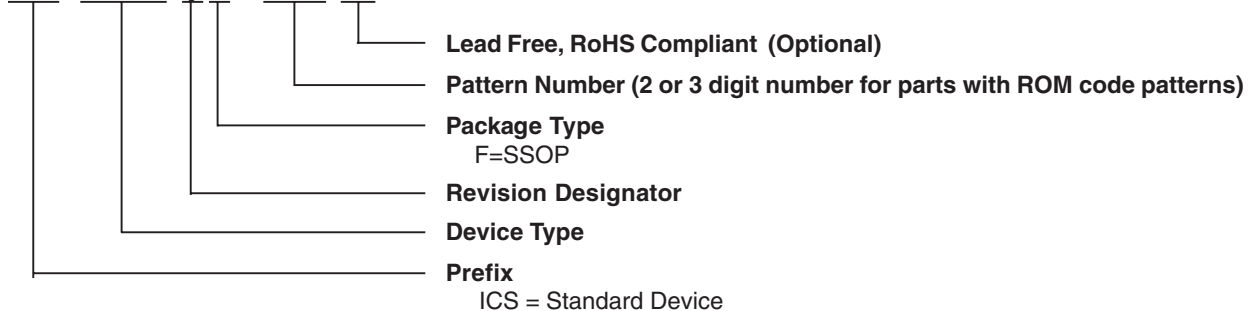 Lead Free, RoHS Compliant (Optional)
Pattern Number (2 or 3 digit number for parts with ROM code patterns)
Package Type
F=SSOP
Revision Designator
Device Type
Prefix
ICS = Standard Device